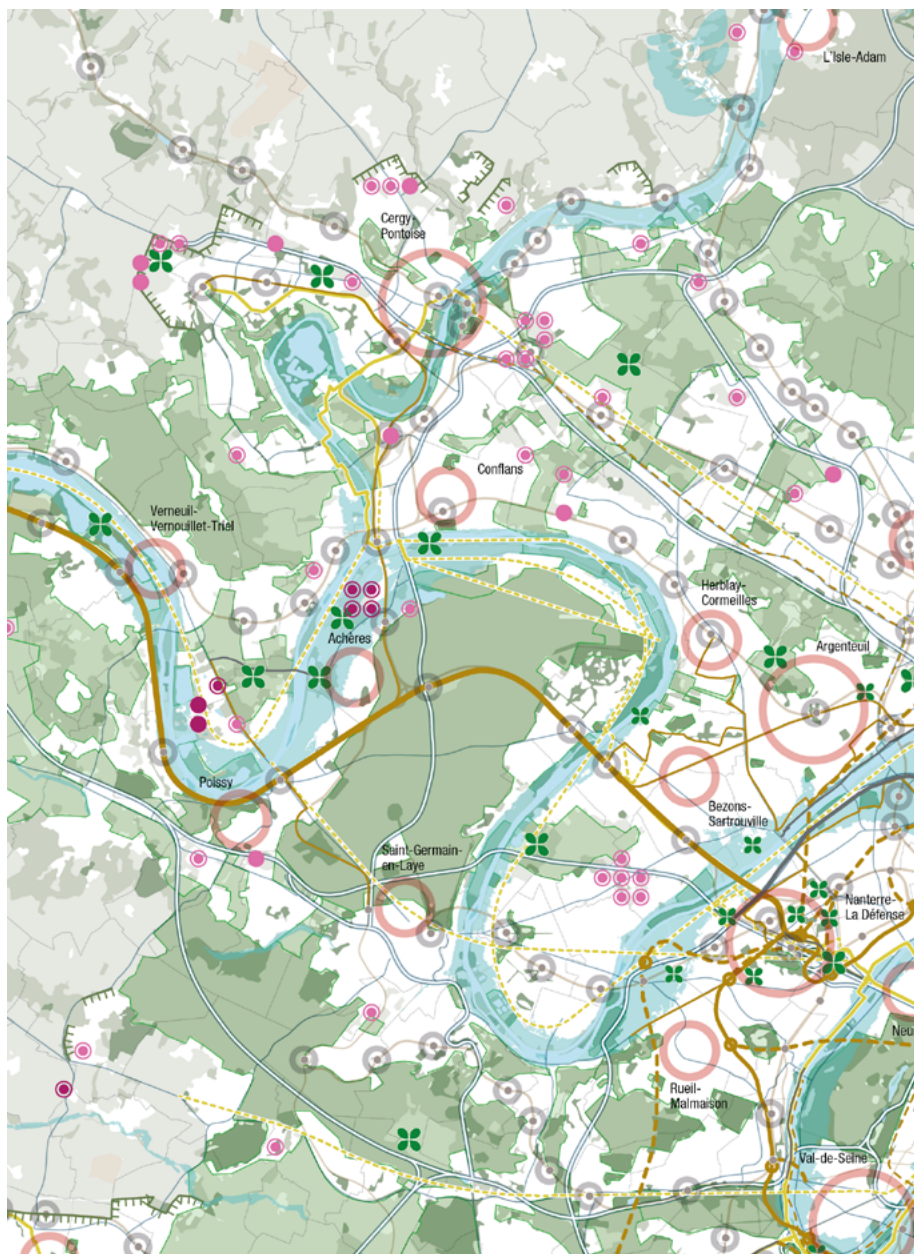 L'Isle-Adam
Cergy-
Pontoise
Conflans
Verneuil-
Vernouillet-Triel
Herblay-
Cormeilles
Achères
Argenteuil
Poissy
Bezons-
Sartrouville
Saint-Germain-
en-Laye
Nanterre-
La Défense
Neu
Rueil-
Malmaison
Val-de-Seine